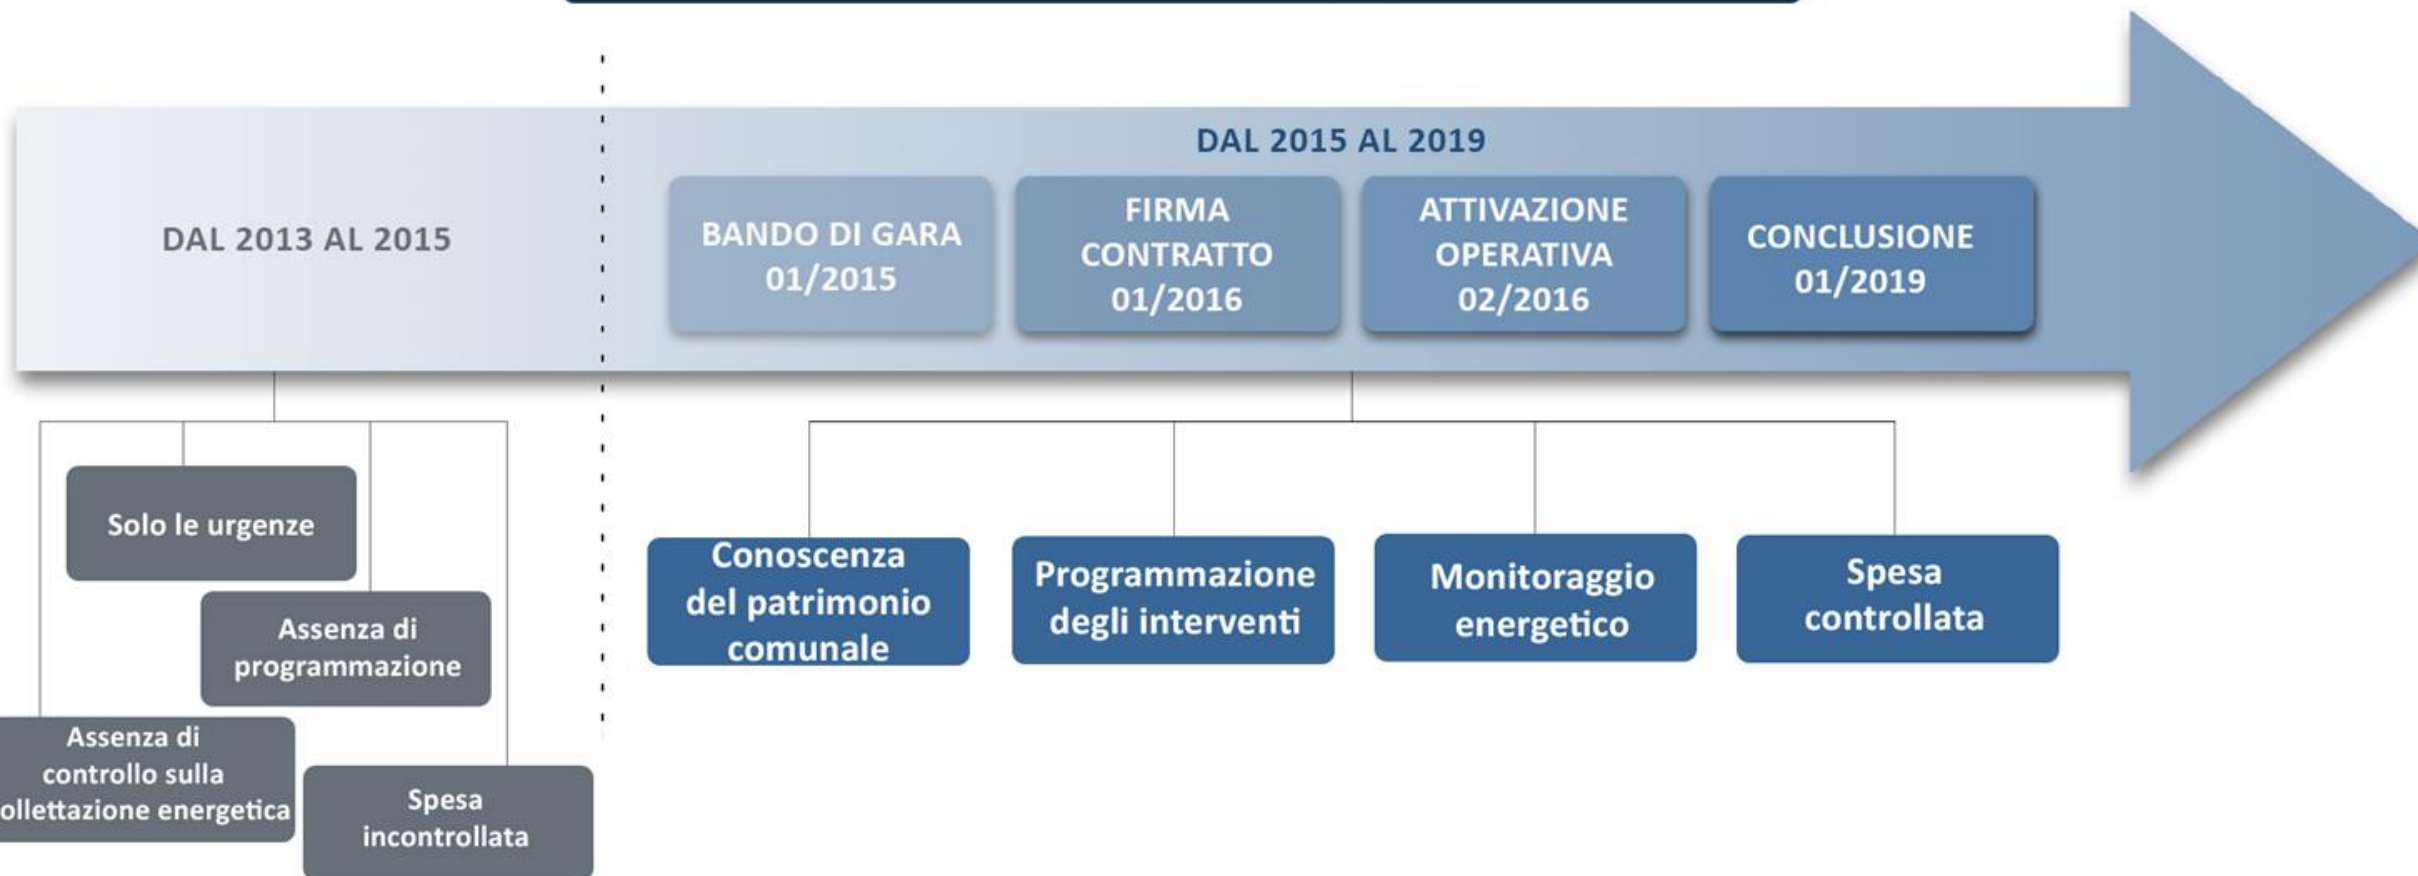 DAL 2015 AL 2019
DAL 2013 AL 2015
BANDO DI GARA
01/2015
FIRMA
CONTRATTO
01/2016
ATTIVAZIONE
OPERATIVA
02/2016
CONCLUSIONE
01/2019
Solo le urgenze
Assenza di
programmazione
Assenza di
controllo sulla
ollettazione energetica
Spesa
incontrollata
Conoscenza
del patrimonio
comunale
Programmazione
degli interventi
Monitoraggio
energetico
Spesa
controllata